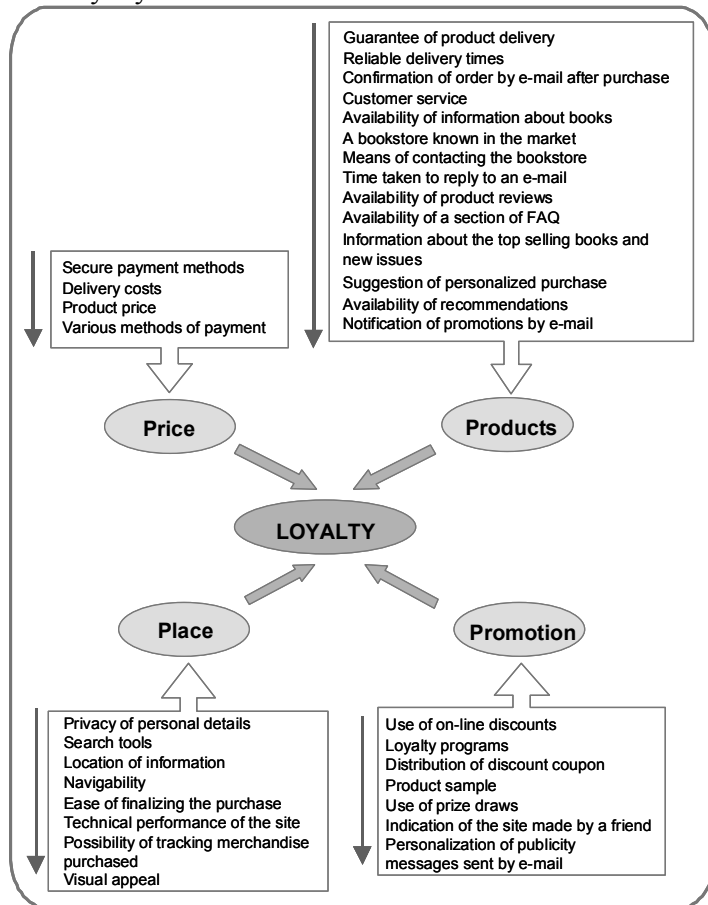 Guarantee of product delivery
Reliable delivery times
Confirmation of order by e-mail after purchase
Customer service
Availability of information about books
A bookstore known in the market
Means of contacting the bookstore
Time taken to reply to an e-mail
Availability of product reviews
Availability of a section of FAQ
Information about the top selling books and
new issues
Suggestion of personalized purchase
Availability of recommendations
Notification of promotions by e-mail
Secure payment methods
Delivery costs
Product price
Various methods of payment
Price
Products
LOYALTY
Place
Promotion
Privacy of personal details
Search tools
Location of information
Navigability
Ease of finalizing the purchase
Technical performance of the site
Possibility of tracking merchandise
purchased
Visual appeal
Use of on-line discounts
Loyalty programs
Distribution of discount coupon
Product sample
Use of prize draws
Indication of the site made by a friend
Personalization of publicity
messages sent by e-mail